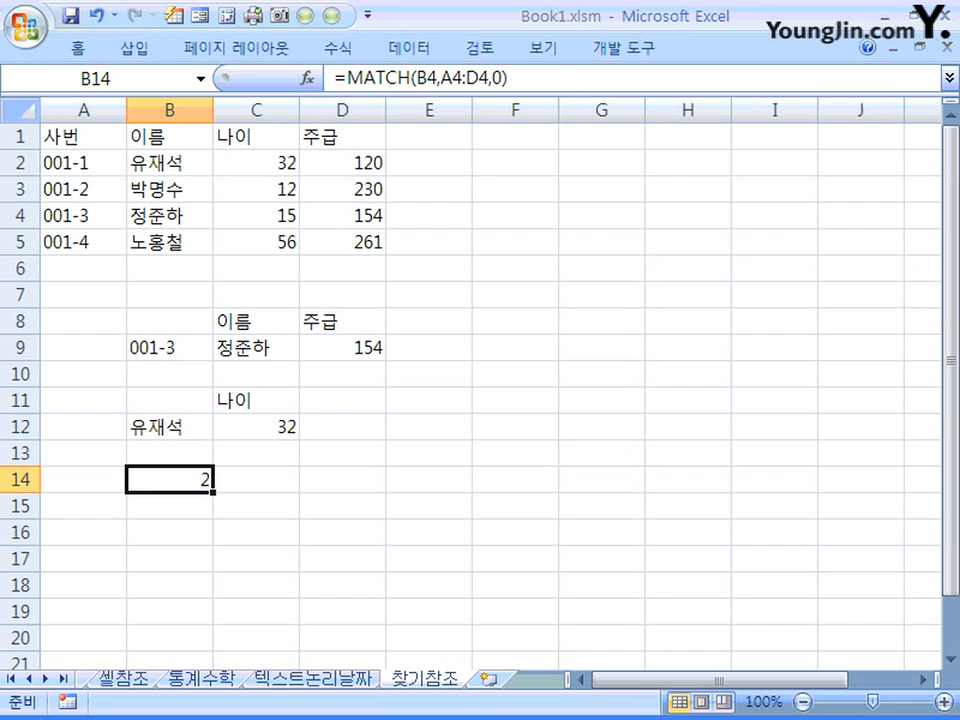 Book1.xlsm - Microsoft Excel
YoungJin.com Y.
홈 삽입 페이지 레이아웃 수식 데이터 검토 보기 개발 도구
B14 fx =MATCH(B4,A4:D4,0)
A B C D E F G H I J
1 사번 이름 나이 주급
2 001-1 유재석 32 120
3 001-2 박명수 12 230
4 001-3 정준하 15 154
5 001-4 노홍철 56 261
6
7
8 이름 주급
9 001-3 정준하 154
10
11 나이
12 유재석 32
13
14 2
15
16
17
18
19
20
21
셀참조 통계수학 텍스트논리날짜 찾기참조
준비 100%